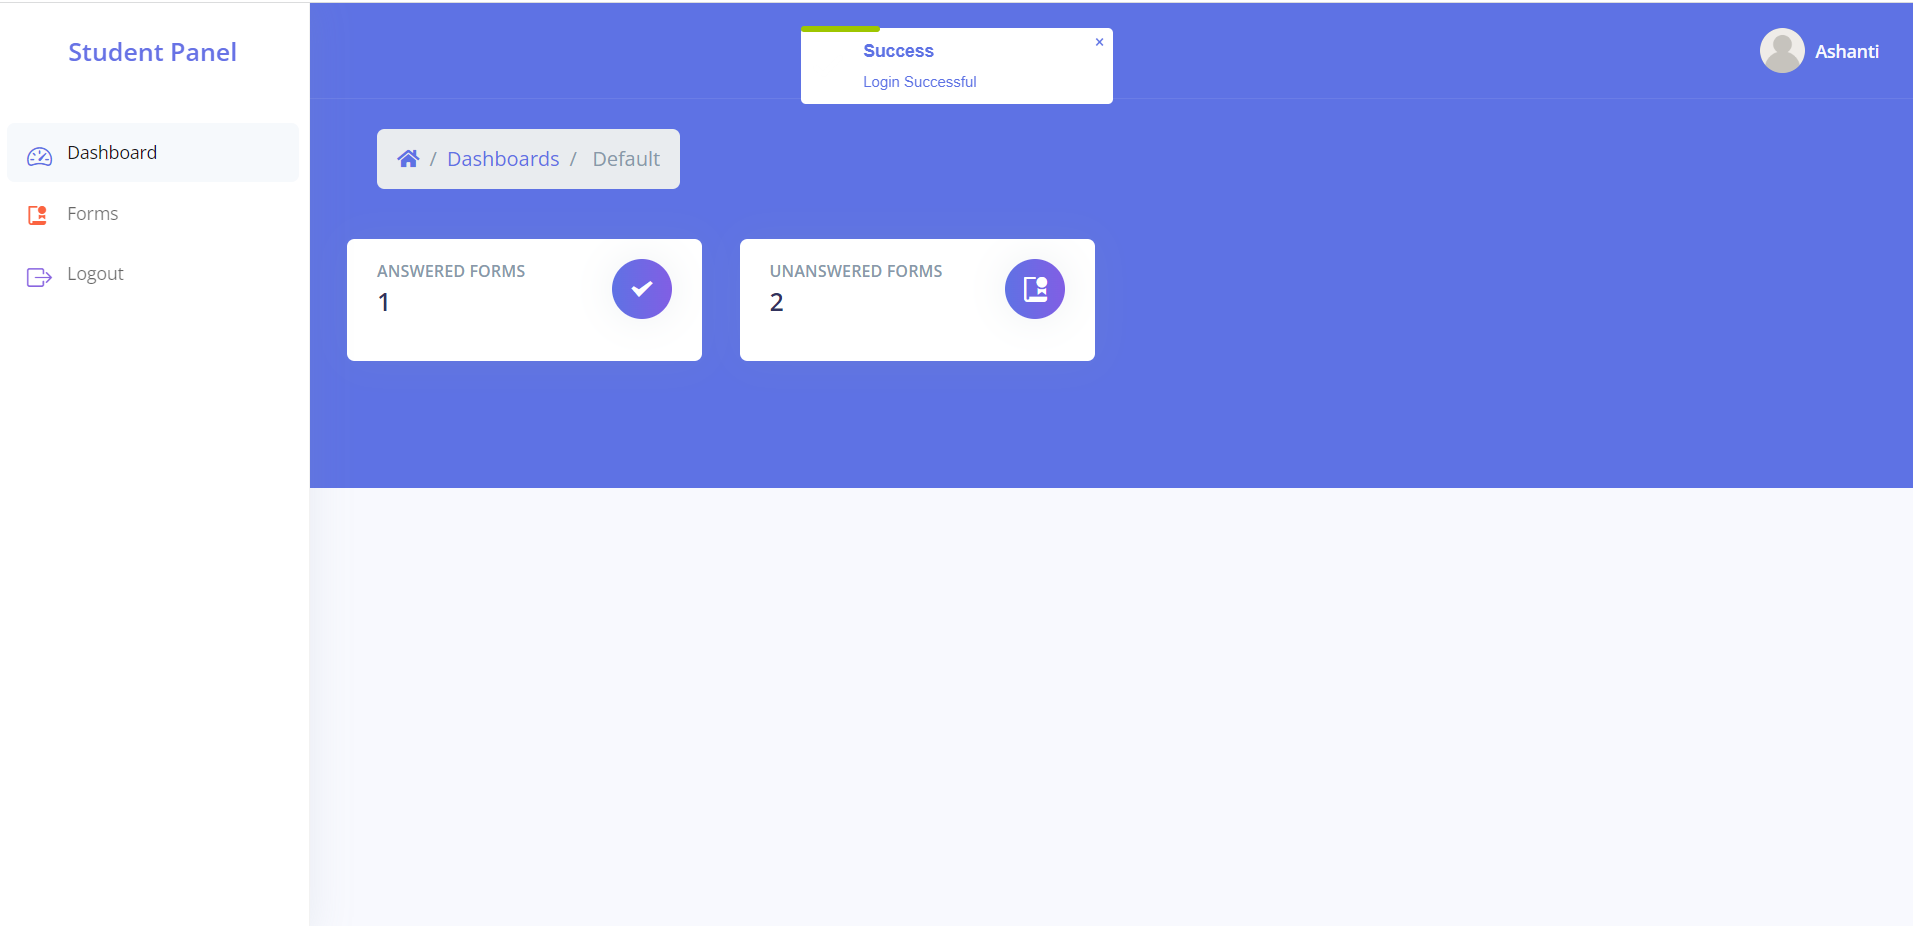 Student Panel
Dashboard
Forms
Logout
Success
×
Login Successful
Ashanti
/ Dashboards / Default
ANSWERED FORMS
1
UNANSWERED FORMS
2